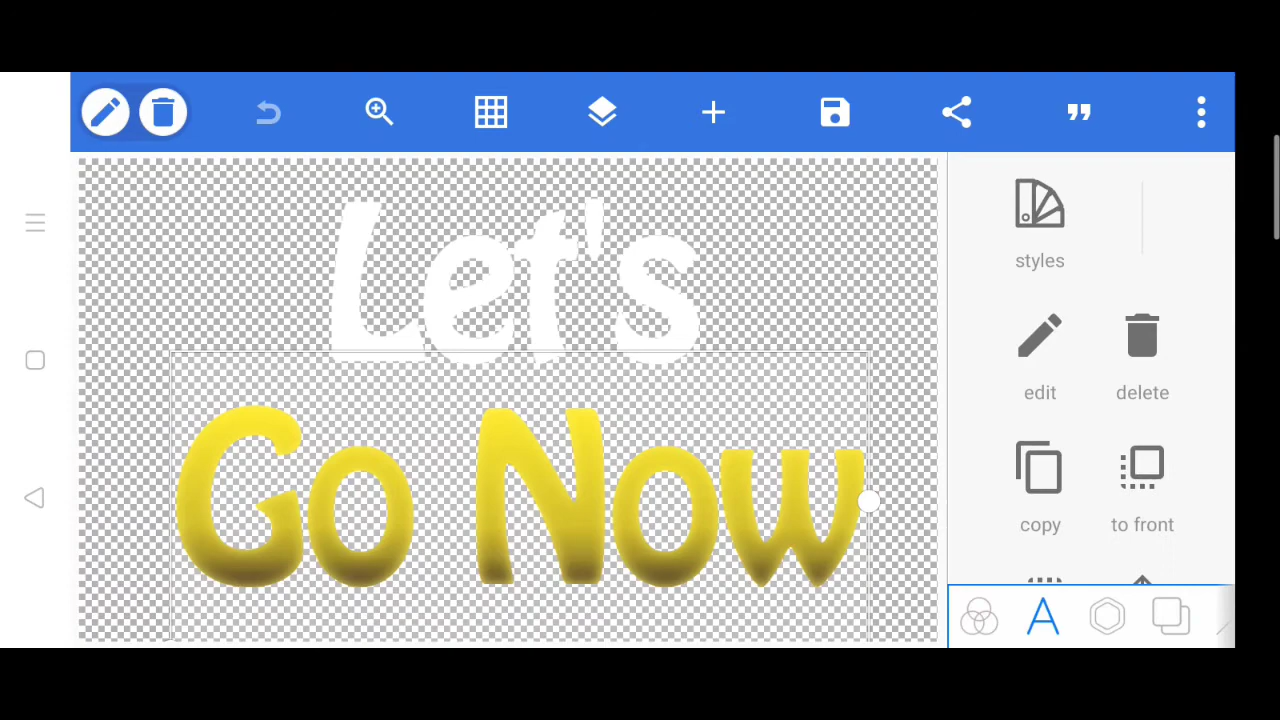 Let's
Go Now
styles
edit
delete
copy
to front